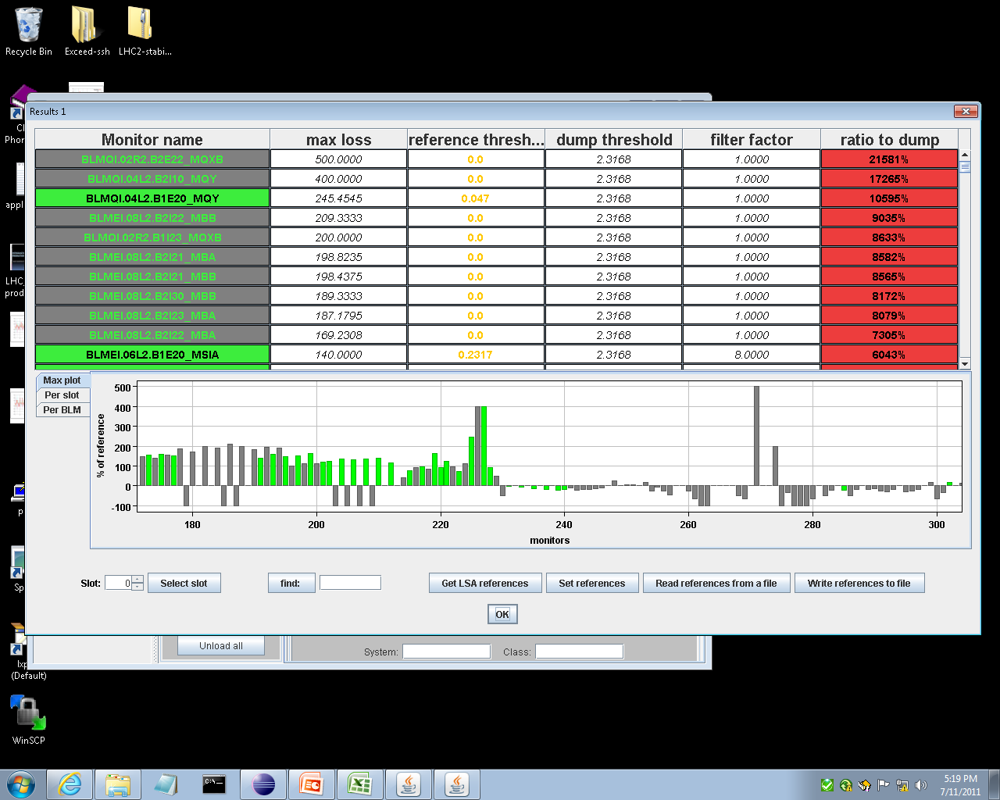 Recycle Bin
Exceed-ssh
LHC2-stabi...
Results 1
Monitor name max loss reference thresh... dump threshold filter factor ratio to dump
BLMQI.02R2.B2E22_MQXB 500.0000 0.0 2.3168 1.0000 21581%
BLMQI.04L2.B2I10_MQY 400.0000 0.0 2.3168 1.0000 17265%
BLMQI.04L2.B1E20_MQY 245.4545 0.047 2.3168 1.0000 10595%
BLMEI.08L2.B2I22_MBB 209.3333 0.0 2.3168 1.0000 9035%
BLMQI.02R2.B1I23_MQXB 200.0000 0.0 2.3168 1.0000 8633%
BLMEI.08L2.B2I21_MBA 198.8235 0.0 2.3168 1.0000 8582%
BLMEI.08L2.B2I21_MBB 198.4375 0.0 2.3168 1.0000 8565%
BLMEI.08L2.B2I30_MBB 189.3333 0.0 2.3168 1.0000 8172%
BLMEI.08L2.B2I23_MBA 187.1795 0.0 2.3168 1.0000 8079%
BLMEI.08L2.B2I22_MBA 169.2308 0.0 2.3168 1.0000 7305%
BLMEI.06L2.B1E20_MSIA 140.0000 0.2317 2.3168 8.0000 6043%
Max plot
Per slot
Per BLM
% of reference
500
400
300
200
100
0
-100
180 200 220 240 260 280 300
monitors
Slot: 0 Select slot find: Get LSA references Set references Read references from a file Write references to file
OK
Unload all
System: Class:
Phor
appl
LHC
prod
Sp
lxp
(Default)
WinSCP
C:\
5:19 PM
7/11/2011